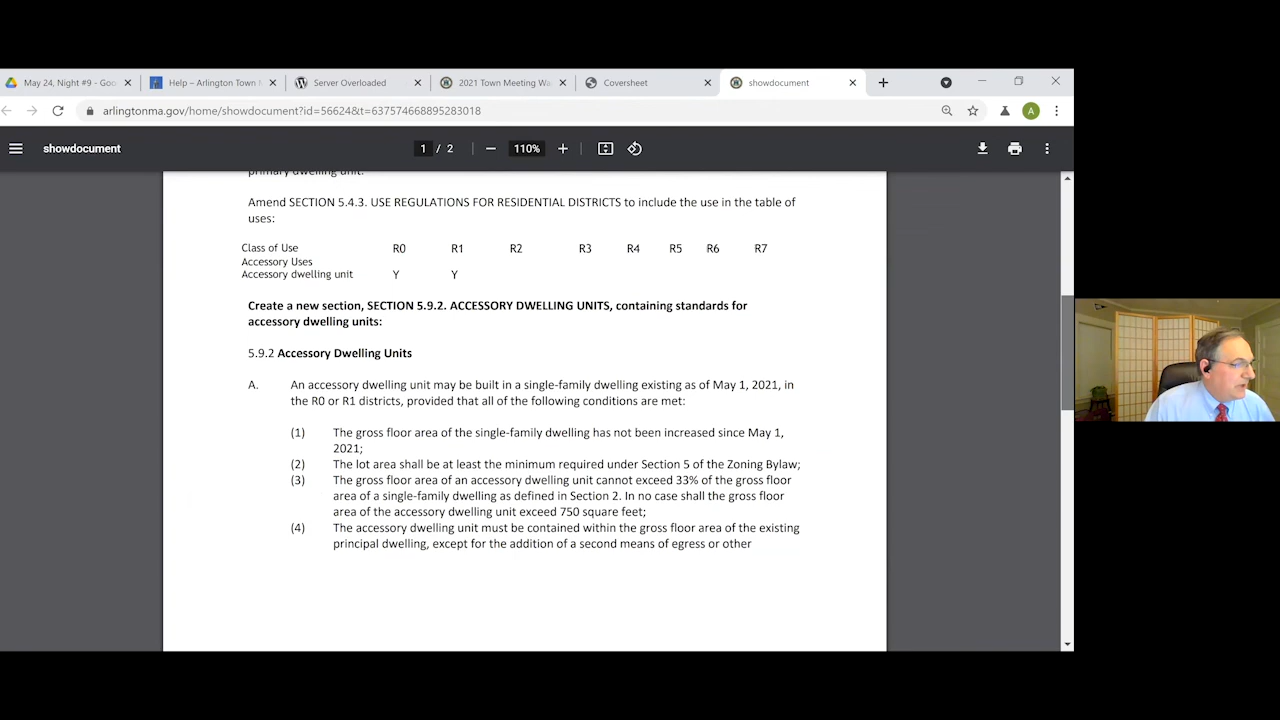 May 24, Night #9 - Goo
Help – Arlington Town M
Server Overloaded
2021 Town Meeting Wa
Coversheet
showdocument
arlingtonma.gov/home/showdocument?id=56624&t=637574668895283018
A
showdocument
1 / 2
110%
primary dwelling unit.
Amend SECTION 5.4.3. USE REGULATIONS FOR RESIDENTIAL DISTRICTS to include the use in the table of
uses:
Class of Use R0 R1 R2 R3 R4 R5 R6 R7
Accessory Uses
Accessory dwelling unit Y Y
Create a new section, SECTION 5.9.2. ACCESSORY DWELLING UNITS, containing standards for
accessory dwelling units:
5.9.2 Accessory Dwelling Units
A. An accessory dwelling unit may be built in a single-family dwelling existing as of May 1, 2021, in
the R0 or R1 districts, provided that all of the following conditions are met:
(1) The gross floor area of the single-family dwelling has not been increased since May 1,
2021;
(2) The lot area shall be at least the minimum required under Section 5 of the Zoning Bylaw;
(3) The gross floor area of an accessory dwelling unit cannot exceed 33% of the gross floor
area of a single-family dwelling as defined in Section 2. In no case shall the gross floor
area of the accessory dwelling unit exceed 750 square feet;
(4) The accessory dwelling unit must be contained within the gross floor area of the existing
principal dwelling, except for the addition of a second means of egress or other